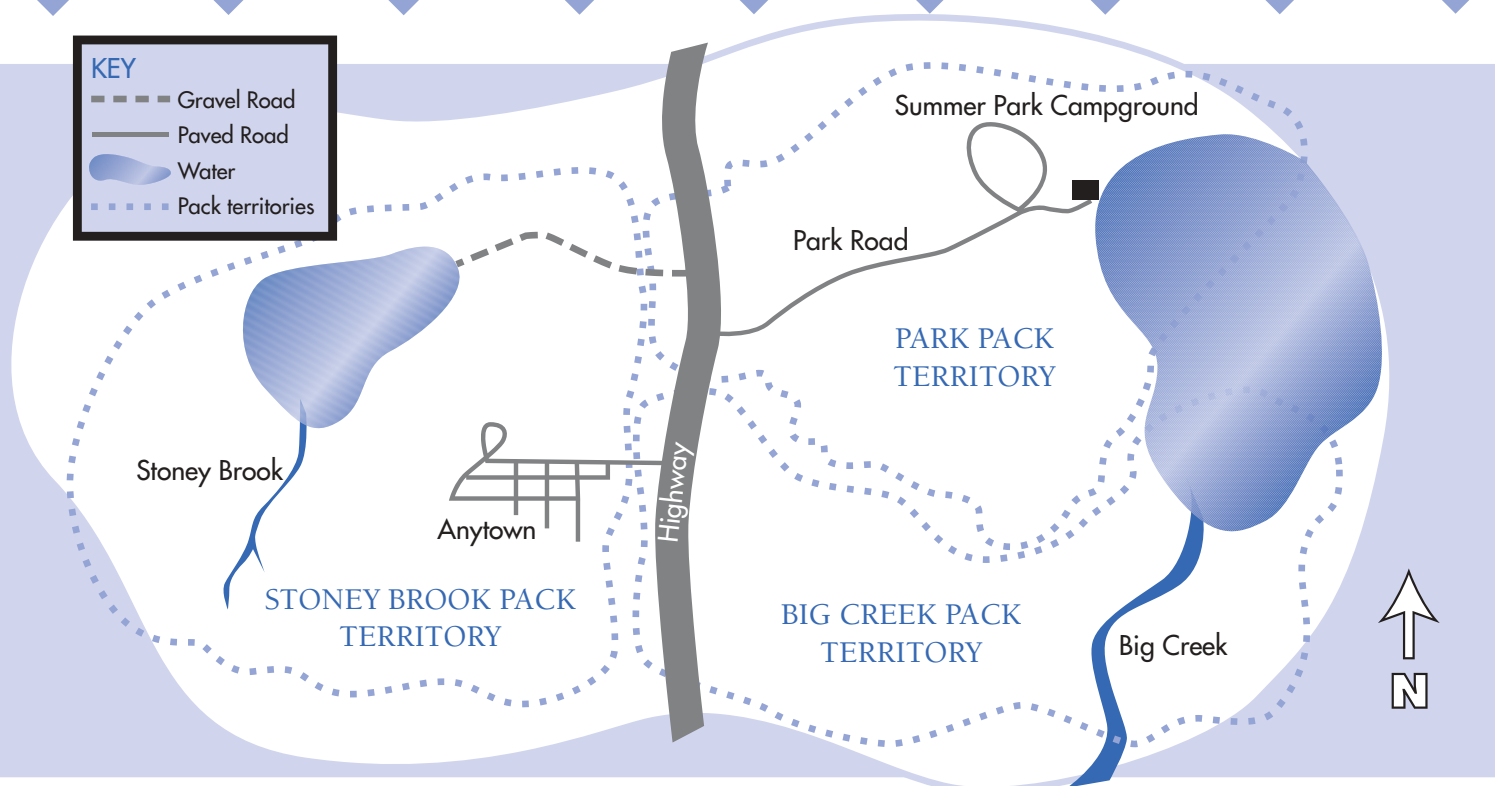 KEY
Gravel Road
Paved Road
Water
Pack territories
Summer Park Campground
Park Road
PARK PACK
TERRITORY
Stoney Brook
Highway
Anytown
STONEY BROOK PACK
TERRITORY
BIG CREEK PACK
TERRITORY
Big Creek
N